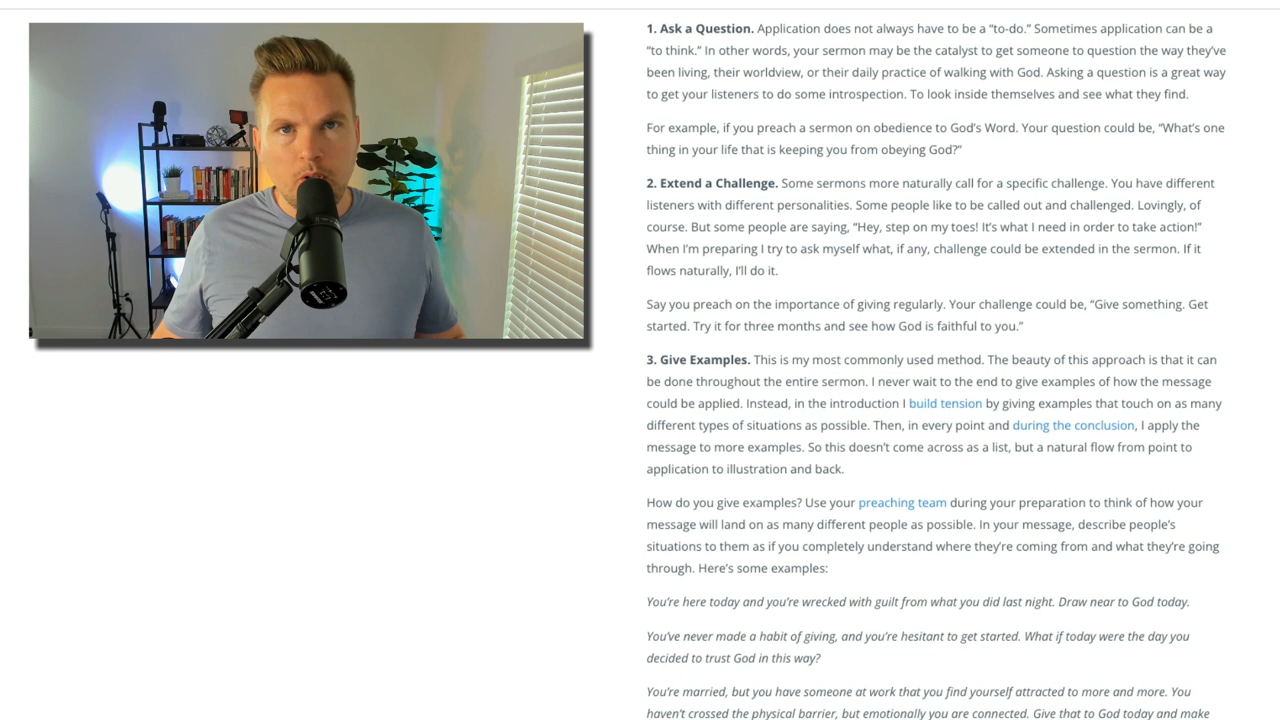 1. Ask a Question. Application does not always have to be a “to-do.” Sometimes application can be a
“to think.” In other words, your sermon may be the catalyst to get someone to question the way they’ve
been living, their worldview, or their daily practice of walking with God. Asking a question is a great way
to get your listeners to do some introspection. To look inside themselves and see what they find.
For example, if you preach a sermon on obedience to God’s Word. Your question could be, “What’s one
thing in your life that is keeping you from obeying God?”
2. Extend a Challenge. Some sermons more naturally call for a specific challenge. You have different
listeners with different personalities. Some people like to be called out and challenged. Lovingly, of
course. But some people are saying, “Hey, step on my toes! It’s what I need in order to take action!”
When I’m preparing I try to ask myself what, if any, challenge could be extended in the sermon. If it
flows naturally, I’ll do it.
Say you preach on the importance of giving regularly. Your challenge could be, “Give something. Get
started. Try it for three months and see how God is faithful to you.”
3. Give Examples. This is my most commonly used method. The beauty of this approach is that it can
be done throughout the entire sermon. I never wait to the end to give examples of how the message
could be applied. Instead, in the introduction I build tension by giving examples that touch on as many
different types of situations as possible. Then, in every point and during the conclusion, I apply the
message to more examples. So this doesn’t come across as a list, but a natural flow from point to
application to illustration and back.
How do you give examples? Use your preaching team during your preparation to think of how your
message will land on as many different people as possible. In your message, describe people’s
situations to them as if you completely understand where they’re coming from and what they’re going
through. Here’s some examples:
You’re here today and you’re wrecked with guilt from what you did last night. Draw near to God today.
You’ve never made a habit of giving, and you’re hesitant to get started. What if today were the day you
decided to trust God in this way?
You’re married, but you have someone at work that you find yourself attracted to more and more. You
haven’t crossed the physical barrier, but emotionally you are connected. Give that to God today and make